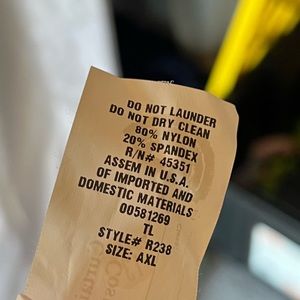 DO NOT LAUNDER
DO NOT DRY CLEAN
80% NYLON
20% SPANDEX
R/N# 45351
ASSEM IN U.S.A.
OF IMPORTED AND
DOMESTIC MATERIALS
00581269
TL
STYLE# R238
SIZE: AXL